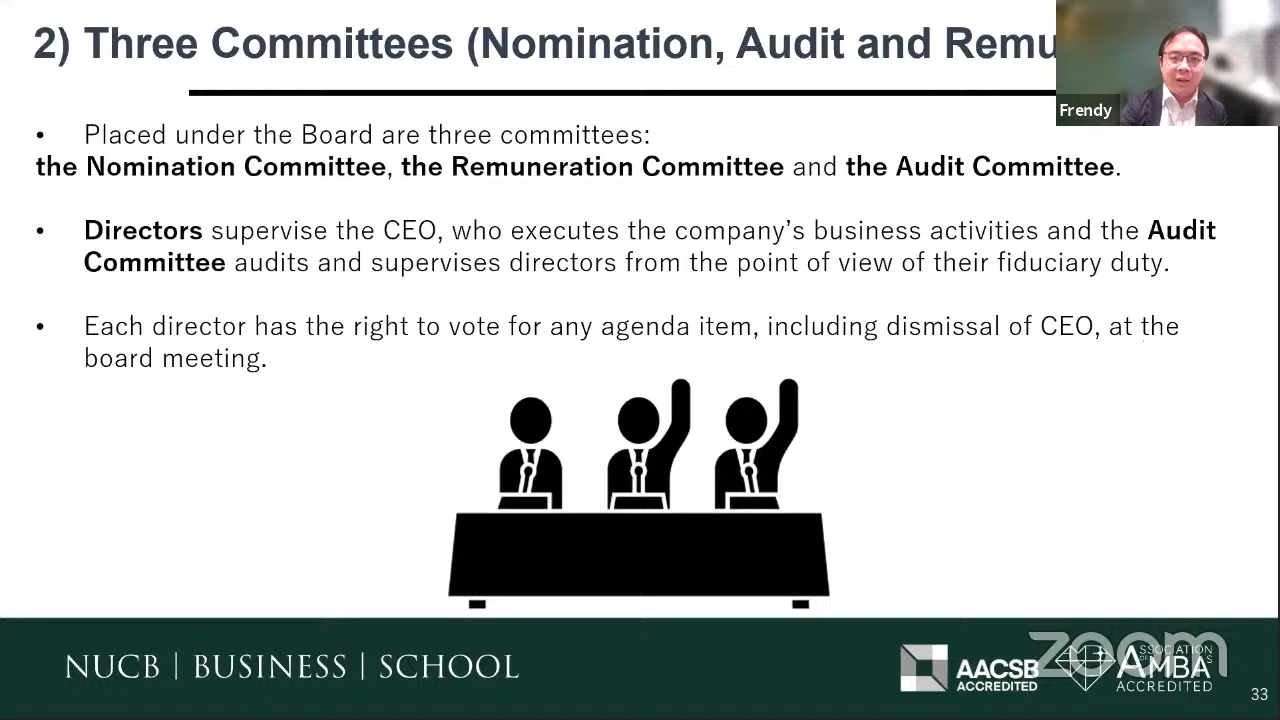 2) Three Committees (Nomination, Audit and Remu
Frendy
• Placed under the Board are three committees:
the Nomination Committee, the Remuneration Committee and the Audit Committee.
• Directors supervise the CEO, who executes the company’s business activities and the Audit
Committee audits and supervises directors from the point of view of their fiduciary duty.
• Each director has the right to vote for any agenda item, including dismissal of CEO, at the
board meeting.
NUCB | BUSINESS | SCHOOL
AACSB
ACCREDITED
zoom
ASSOCIATION
OF
AMBA
ACCREDITED
33